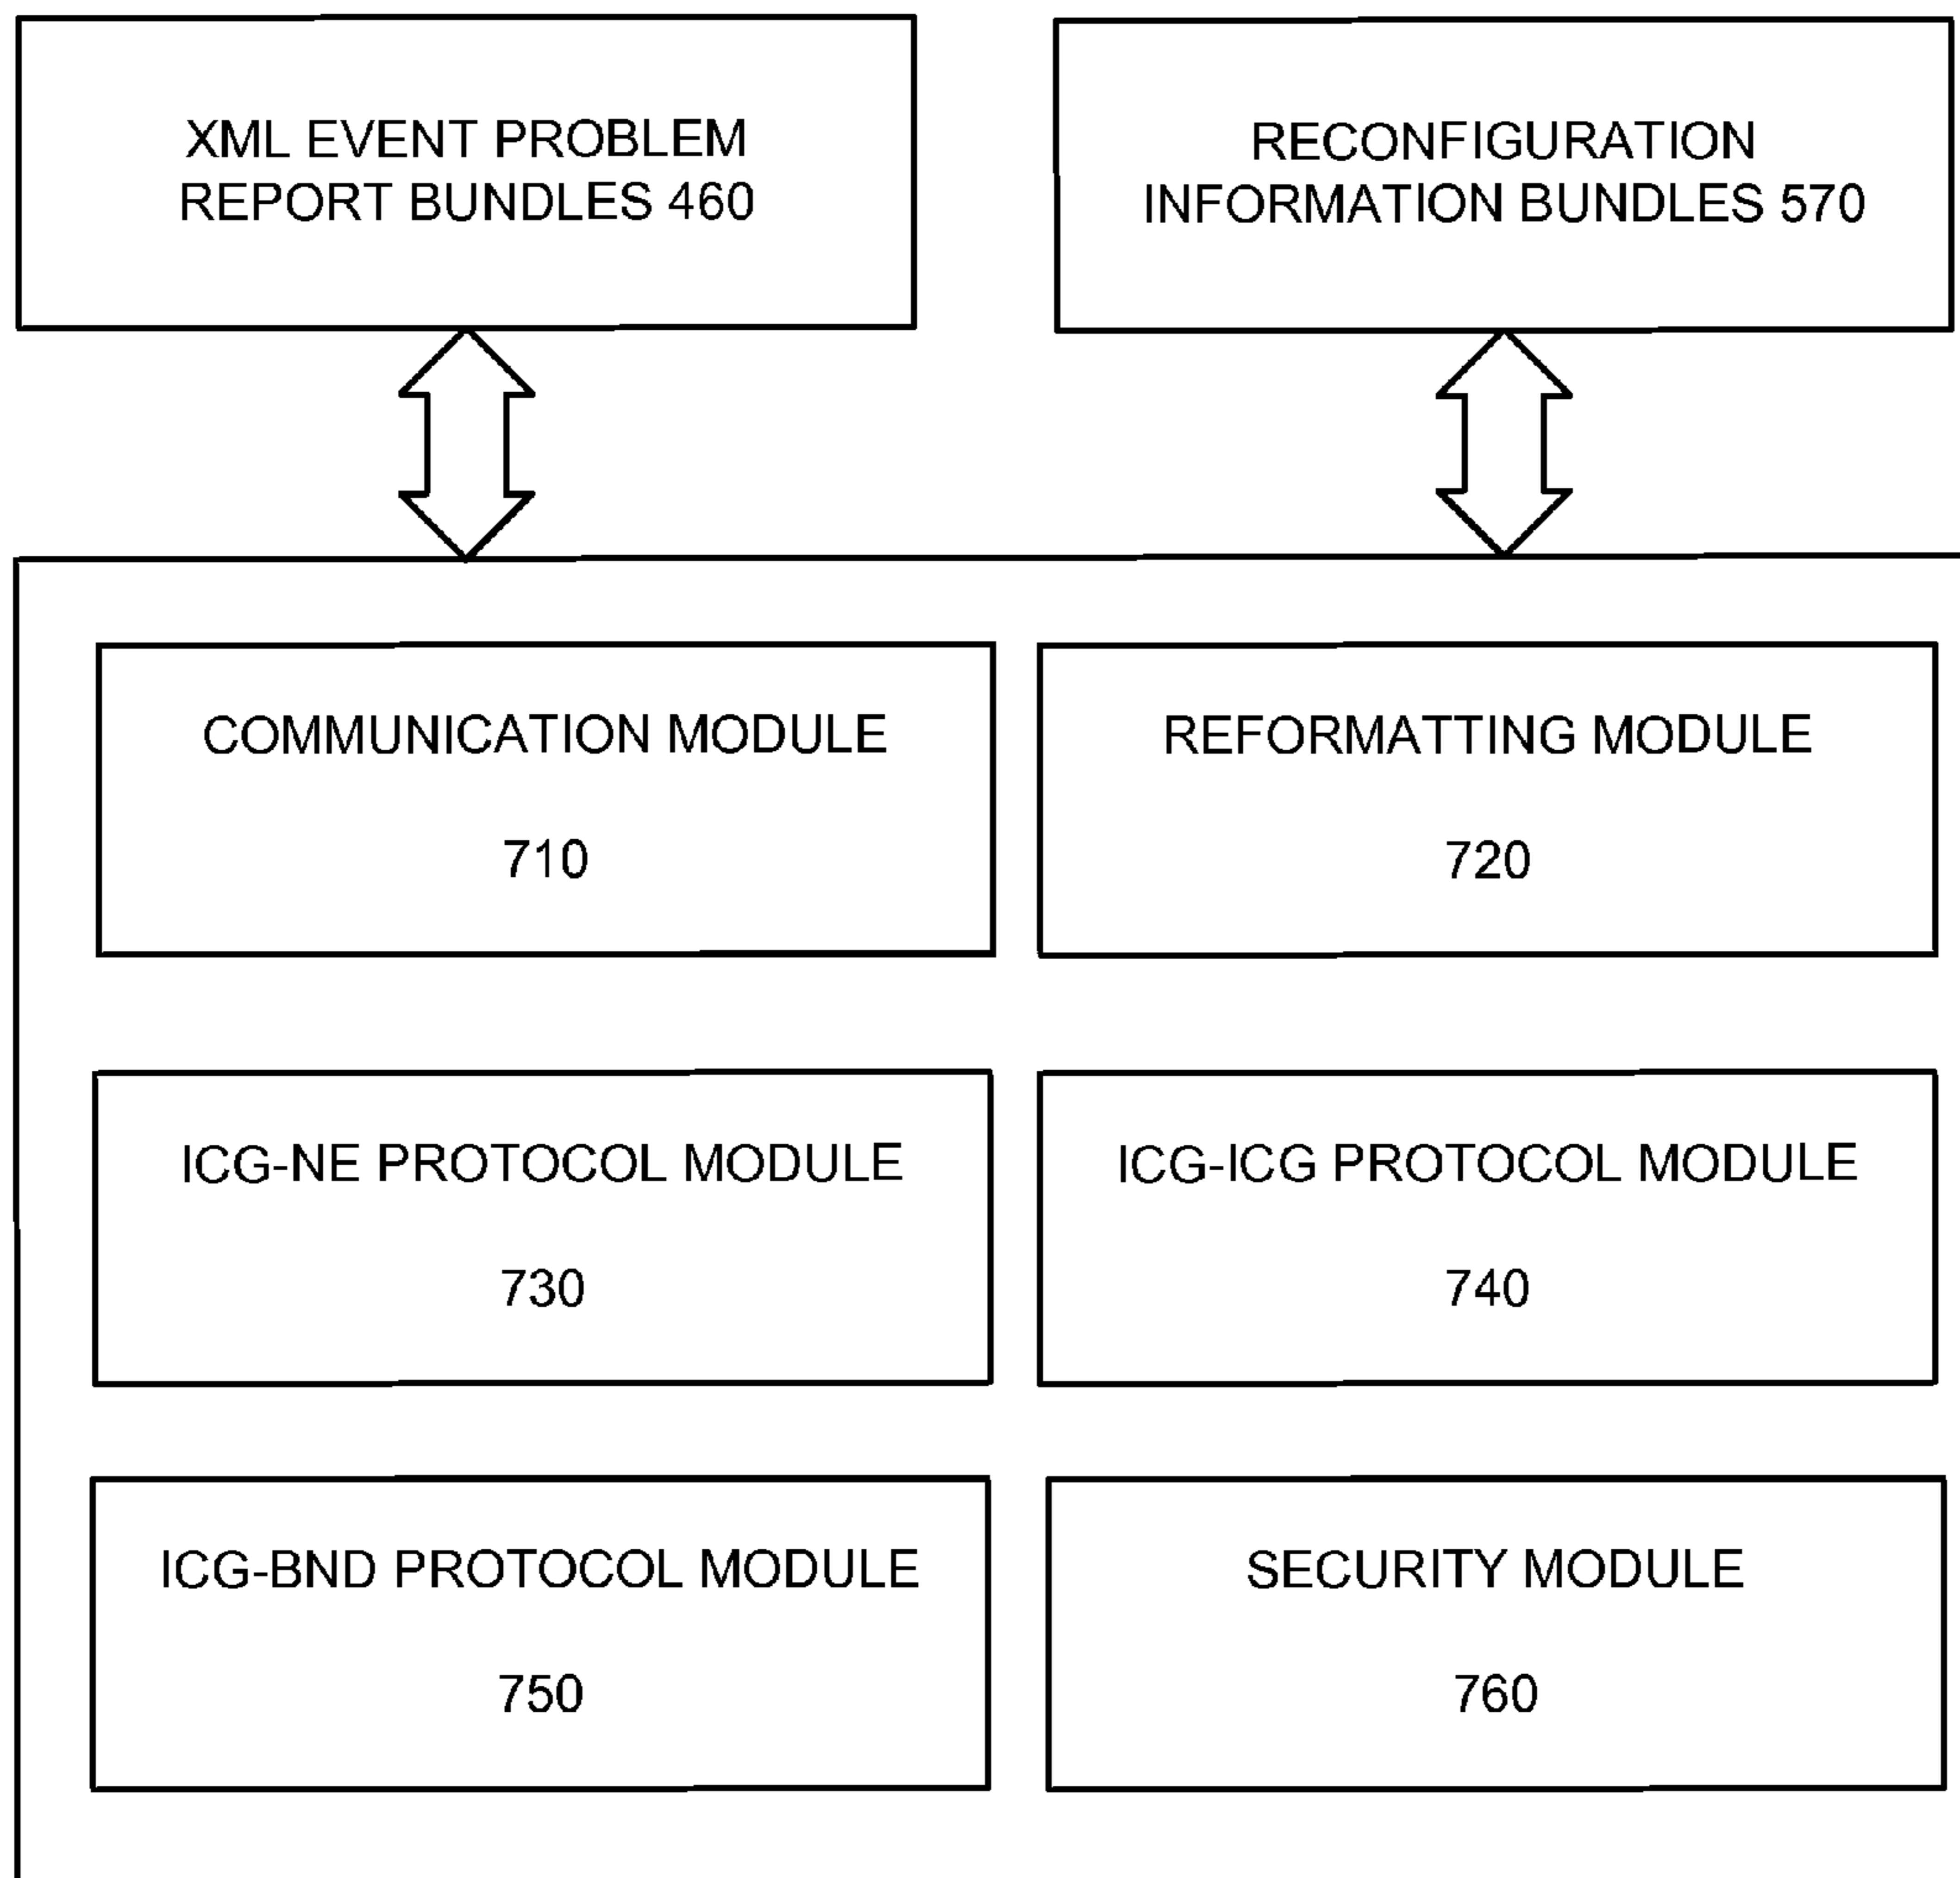 XML EVENT PROBLEM
REPORT BUNDLES 460
RECONFIGURATION
INFORMATION BUNDLES 570
COMMUNICATION MODULE
710
REFORMATTING MODULE
720
ICG-NE PROTOCOL MODULE
730
ICG-ICG PROTOCOL MODULE
740
ICG-BND PROTOCOL MODULE
750
SECURITY MODULE
760